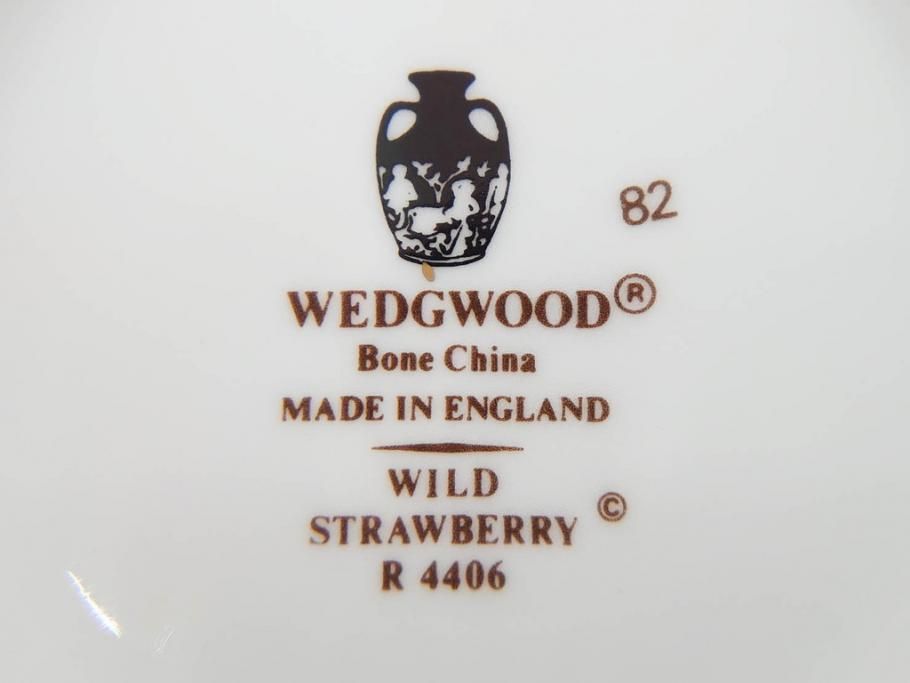 82
WEDGWOOD®
Bone China
MADE IN ENGLAND
WILD
STRAWBERRY ©
R 4406